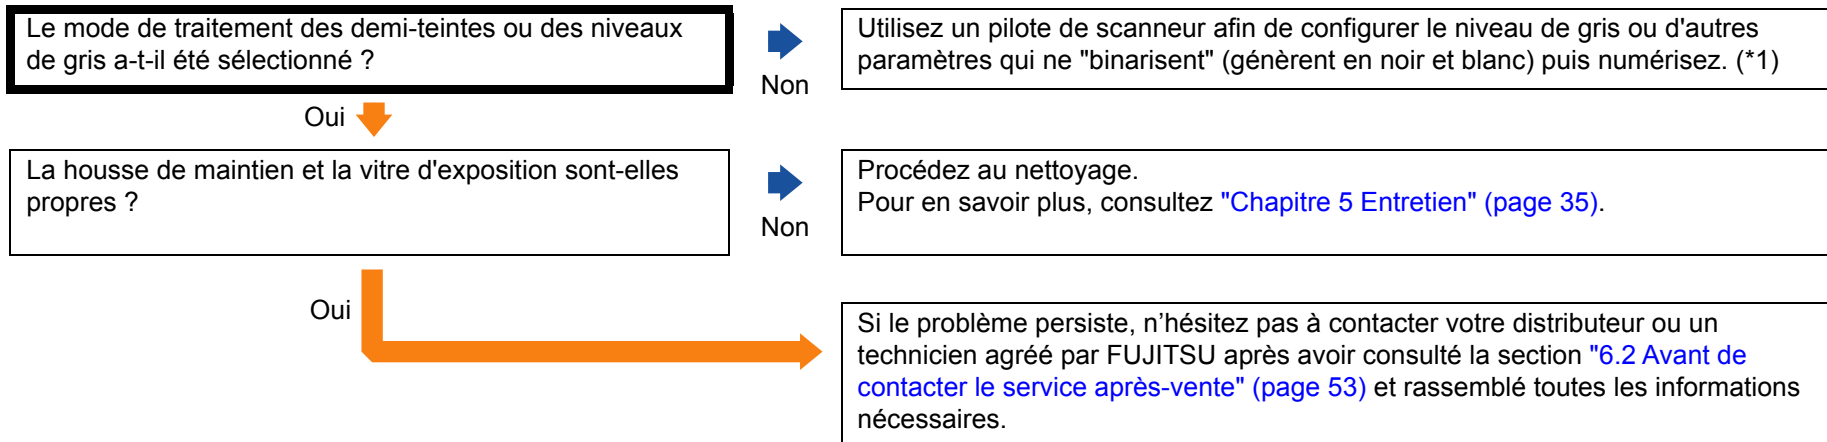 Le mode de traitement des demi-teintes ou des niveaux
de gris a-t-il été sélectionné ?
Non
Utilisez un pilote de scanneur afin de configurer le niveau de gris ou d'autres
paramètres qui ne "binarisent" (génèrent en noir et blanc) puis numérisez. (*1)
Oui
La housse de maintien et la vitre d'exposition sont-elles
propres ?
Non
Procédez au nettoyage.
Pour en savoir plus, consultez "Chapitre 5 Entretien" (page 35).
Oui
Si le problème persiste, n’hésitez pas à contacter votre distributeur ou un
technicien agréé par FUJITSU après avoir consulté la section "6.2 Avant de
contacter le service après-vente" (page 53) et rassemblé toutes les informations
nécessaires.